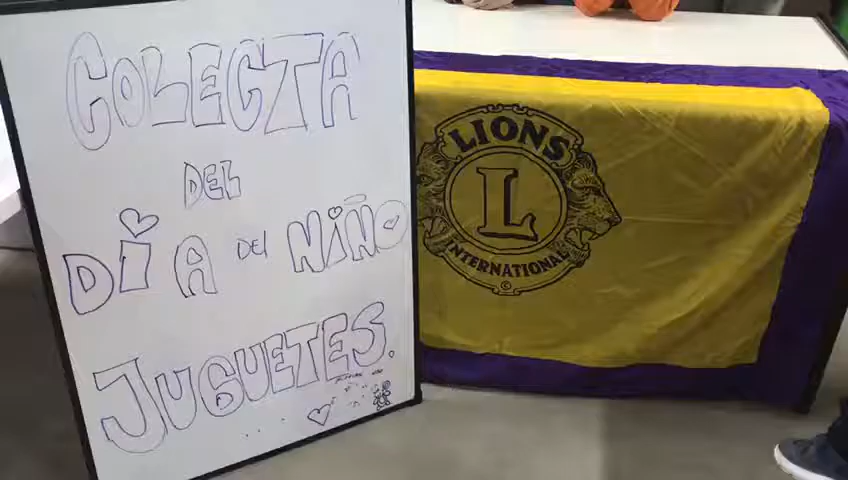 COLECTA
DEL
DÍA DEL NIÑO
JUGUETES.
LIONS
L
INTERNATIONAL
©